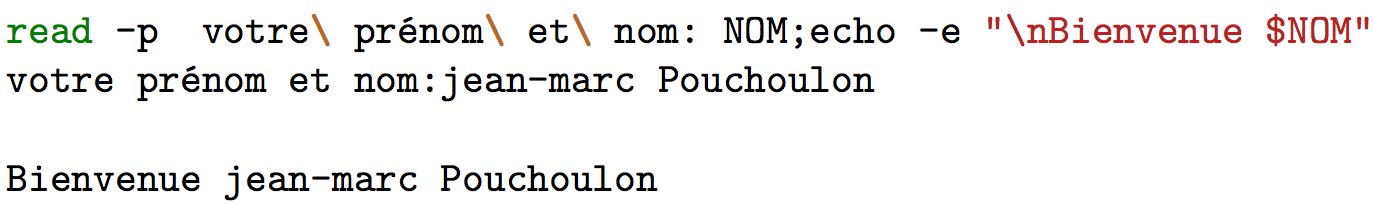 read -p  votre\ prénom\ et\ nom: NOM;echo -e "\nBienvenue $NOM"
votre prénom et nom:jean-marc Pouchoulon

Bienvenue jean-marc Pouchoulon